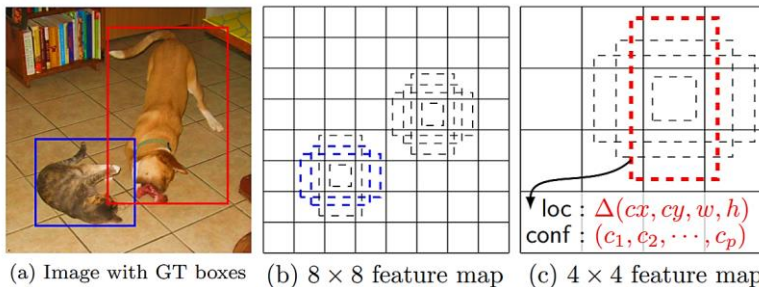 loc : Δ(cx, cy, w, h)
conf : (c₁, c₂, ⋯, cₚ)
(a) Image with GT boxes
(b) 8 × 8 feature map
(c) 4 × 4 feature map